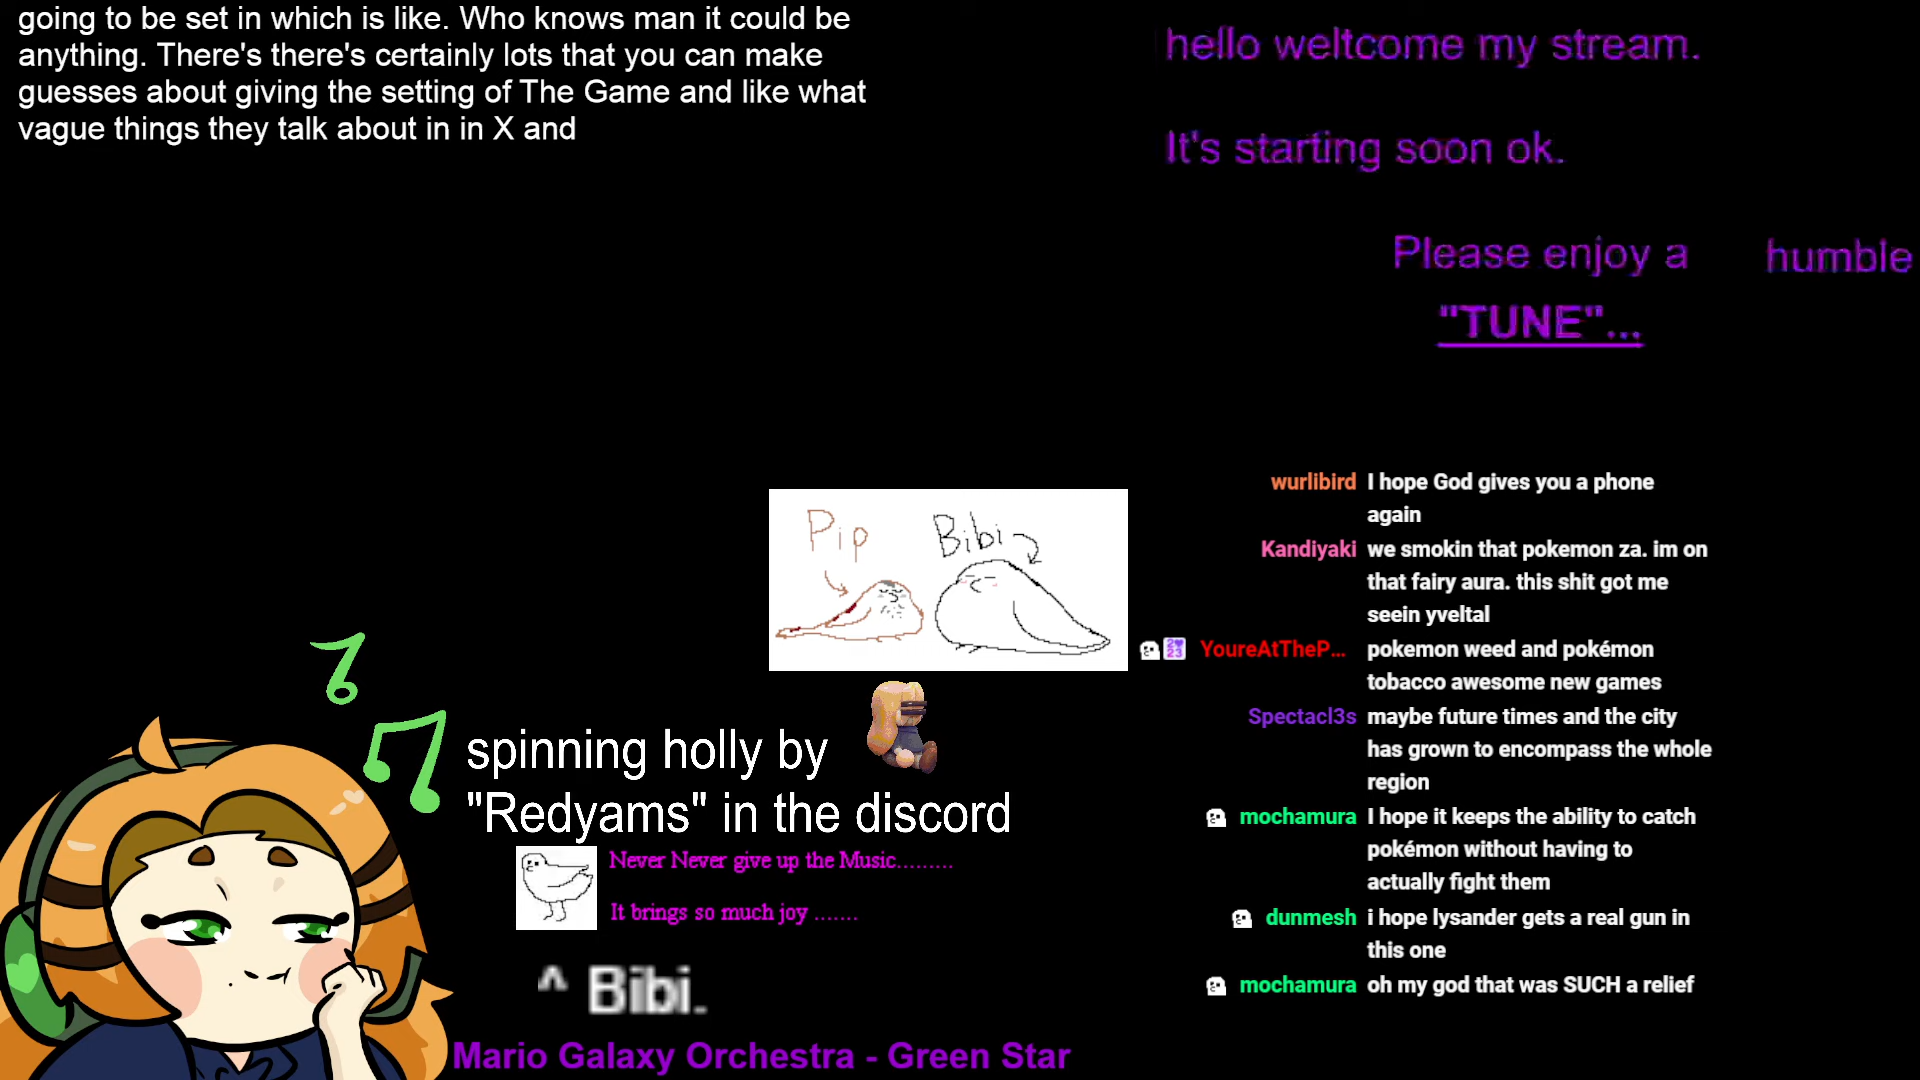 going to be set in which is like. Who knows man it could be
anything. There's there's certainly lots that you can make
guesses about giving the setting of The Game and like what
vague things they talk about in in X and
hello weltcome my stream.
It's starting soon ok.
Please enjoy a humble
"TUNE"...
Pip
Bibi
wurlibird I hope God gives you a phone
again
Kandiyaki we smokin that pokemon za. im on
that fairy aura. this shit got me
seein yveltal
2023 YoureAtTheP... pokemon weed and pokémon
tobacco awesome new games
Spectacl3s maybe future times and the city
has grown to encompass the whole
region
mochamura I hope it keeps the ability to catch
pokémon without having to
actually fight them
dunmesh i hope lysander gets a real gun in
this one
mochamura oh my god that was SUCH a relief
spinning holly by
"Redyams" in the discord
Never Never give up the Music.........
It brings so much joy .......
^ Bibi.
Mario Galaxy Orchestra - Green Star